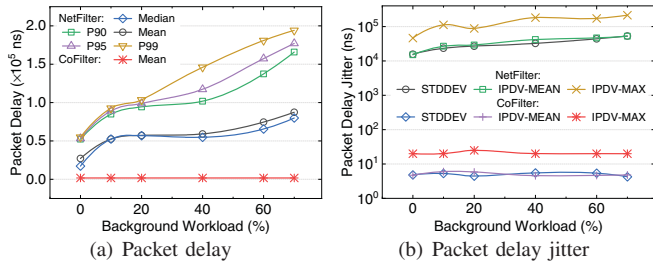 NetFilter: Median
P90 Mean
P95 P99
CoFilter: Mean
Packet Delay (×10⁵ ns)
2.0
1.5
1.0
0.5
0.0
0 20 40 60
Background Workload (%)
(a) Packet delay
Packet Delay Jitter (ns)
10⁵
10⁴
10³
10²
10¹
10⁰
NetFilter:
STDDEV IPDV-MEAN IPDV-MAX
CoFilter:
STDDEV IPDV-MEAN IPDV-MAX
0 20 40 60
Background Workload (%)
(b) Packet delay jitter